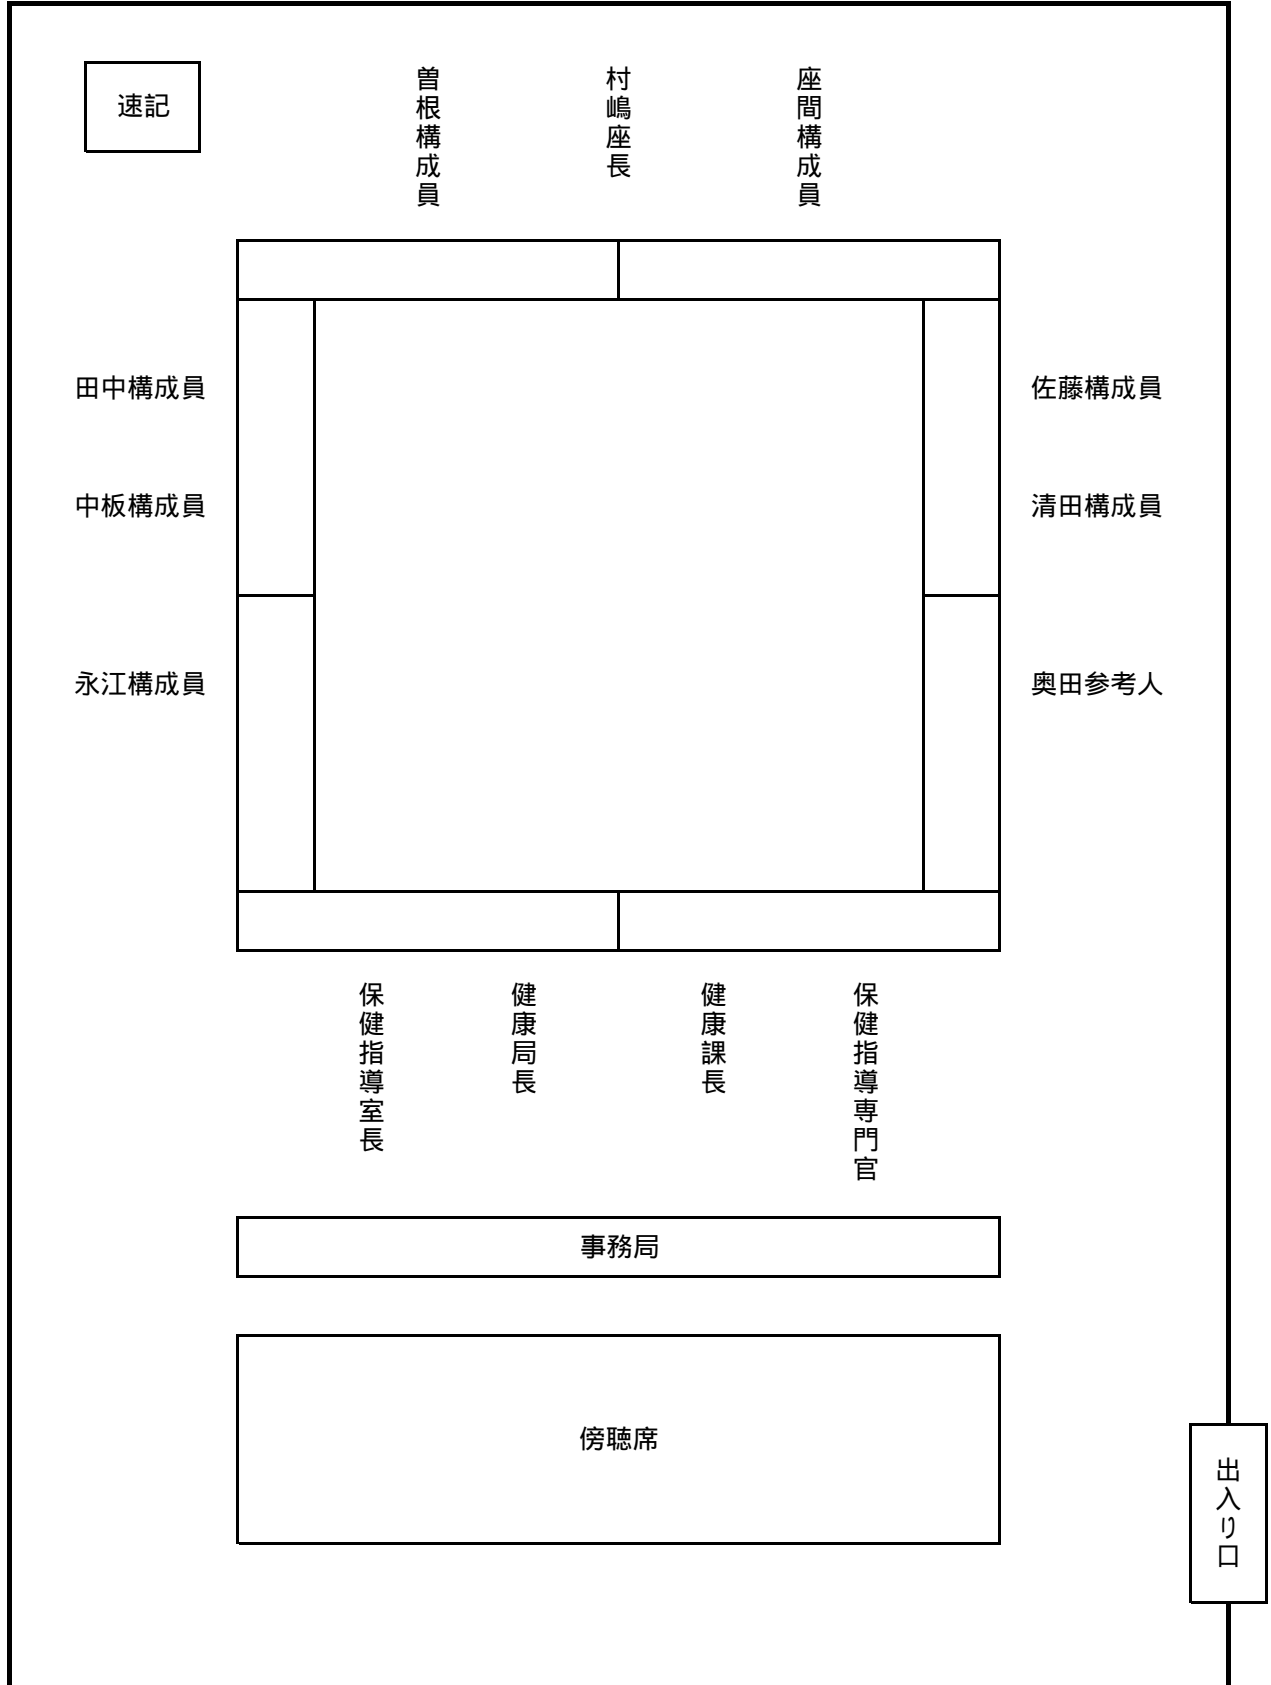 速記
曽根構成員
村嶋座長
座間構成員
田中構成員
佐藤構成員
中板構成員
清田構成員
永江構成員
奥田参考人
保健指導室長
健康局長
健康課長
保健指導専門官
事務局
傍聴席
出入り口